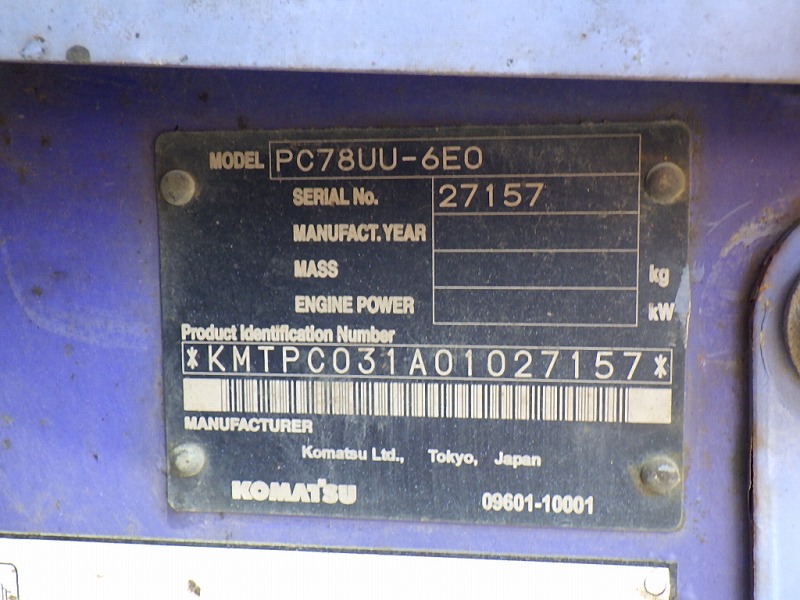 MODEL PC78UU-6E0
SERIAL No. 27157
MANUFACT. YEAR
MASS kg
ENGINE POWER kW
Product Identification Number
*KMTPC031A01027157*
MANUFACTURER
Komatsu Ltd., Tokyo, Japan
KOMATSU 09601-10001